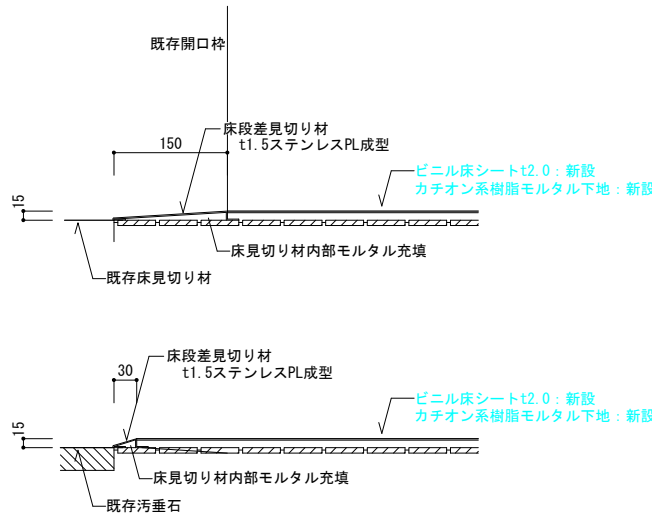 既存開口枠
床段差見切り材
t1.5ステンレスPL成型
150
ビニル床シートt2.0：新設
カチオン系樹脂モルタル下地：新設
15
床見切り材内部モルタル充填
既存床見切り材
床段差見切り材
t1.5ステンレスPL成型
30
ビニル床シートt2.0：新設
カチオン系樹脂モルタル下地：新設
15
床見切り材内部モルタル充填
既存汚垂石